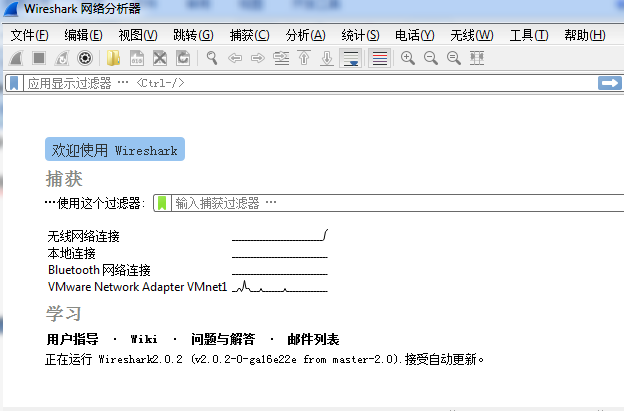 Wireshark 网络分析器
文件(F) 编辑(E) 视图(V) 跳转(G) 捕获(C) 分析(A) 统计(S) 电话(Y) 无线(W) 工具(T) 帮助(H)
应用显示过滤器 … <Ctrl-/>
欢迎使用 Wireshark
捕获
…使用这个过滤器: 输入捕获过滤器 …
无线网络连接
本地连接
Bluetooth 网络连接
VMware Network Adapter VMnet1
学习
用户指导 · Wiki · 问题与解答 · 邮件列表
正在运行 Wireshark2.0.2 (v2.0.2-0-ga16e22e from master-2.0).接受自动更新。